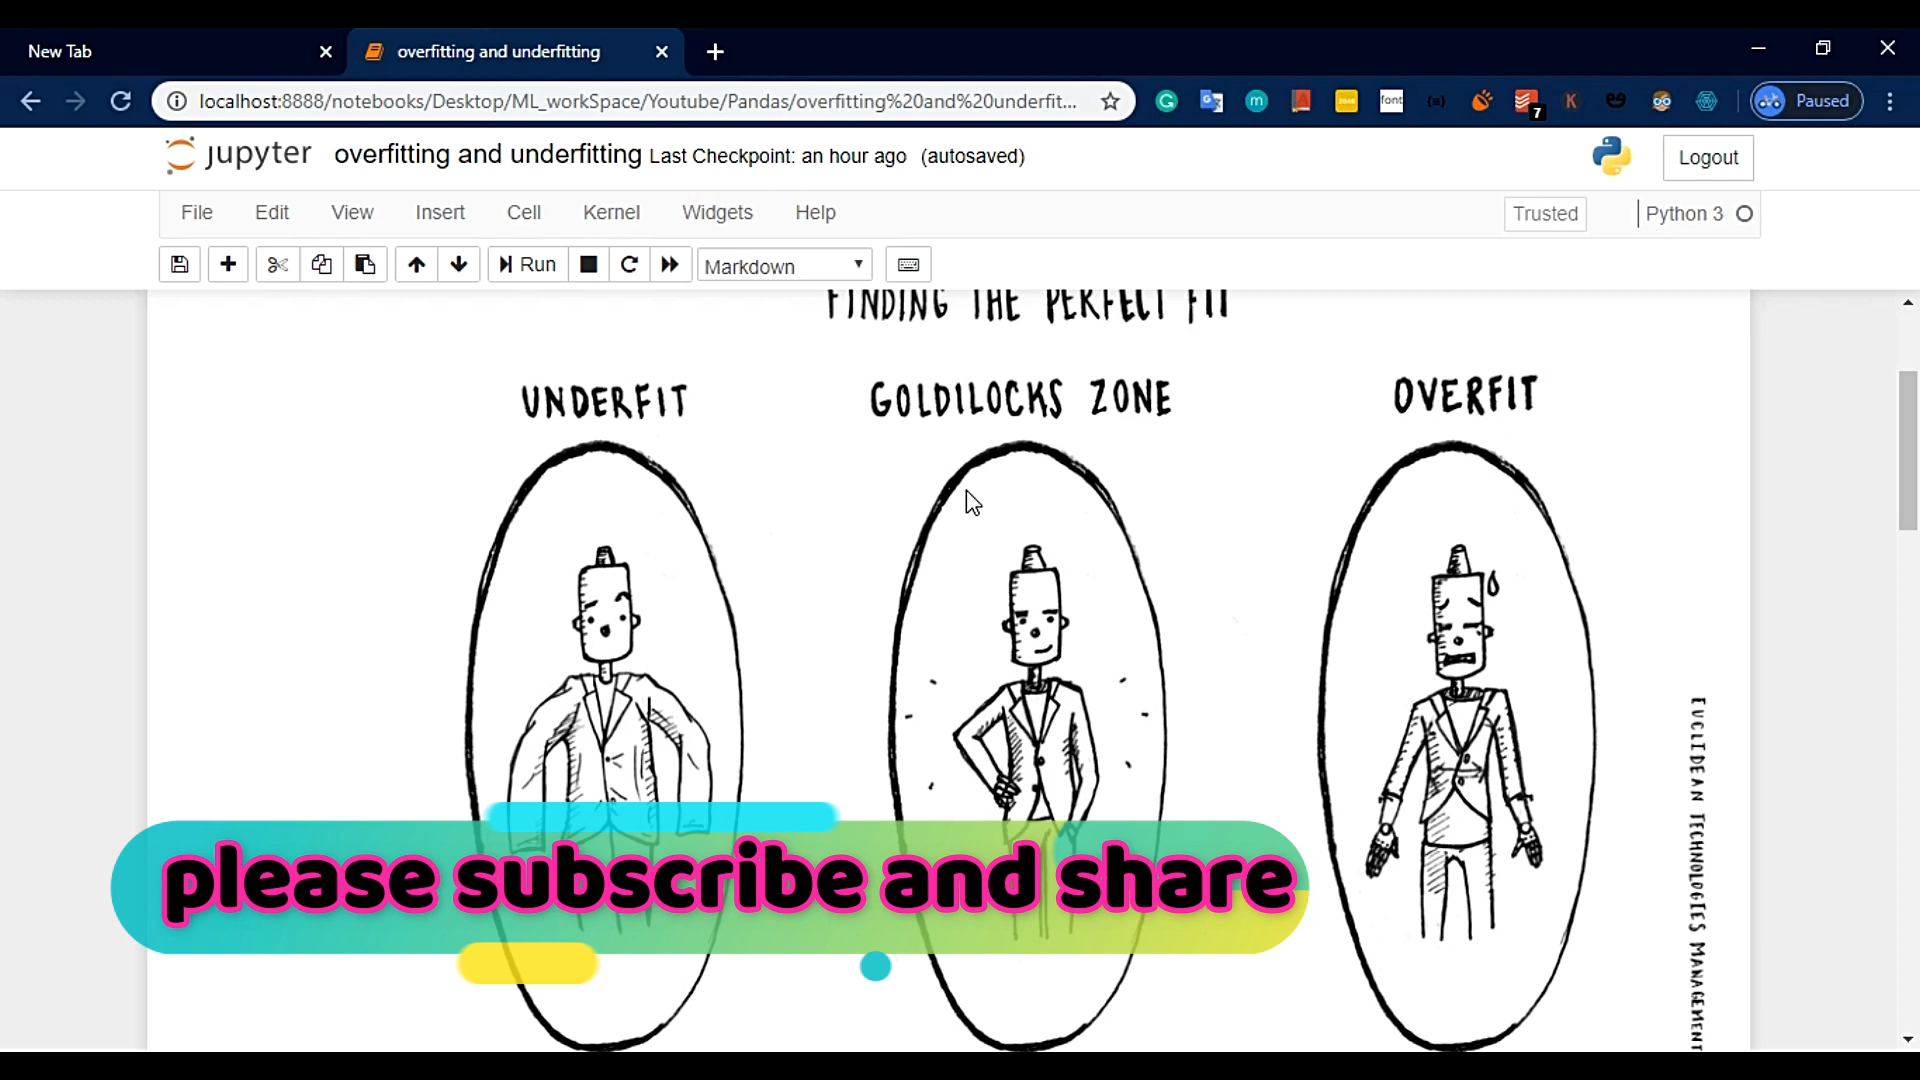 New Tab
overfitting and underfitting
localhost:8888/notebooks/Desktop/ML_workSpace/Youtube/Pandas/overfitting%20and%20underfit...
font
7
Paused
jupyter overfitting and underfitting Last Checkpoint: an hour ago (autosaved)
Logout
File Edit View Insert Cell Kernel Widgets Help
Trusted
Python 3
Run
Markdown
FINDING THE PERFECT FIT
UNDERFIT
GOLDILOCKS ZONE
OVERFIT
EUCLIDEAN TECHNOLOGIES MANAGEMENT
please subscribe and share